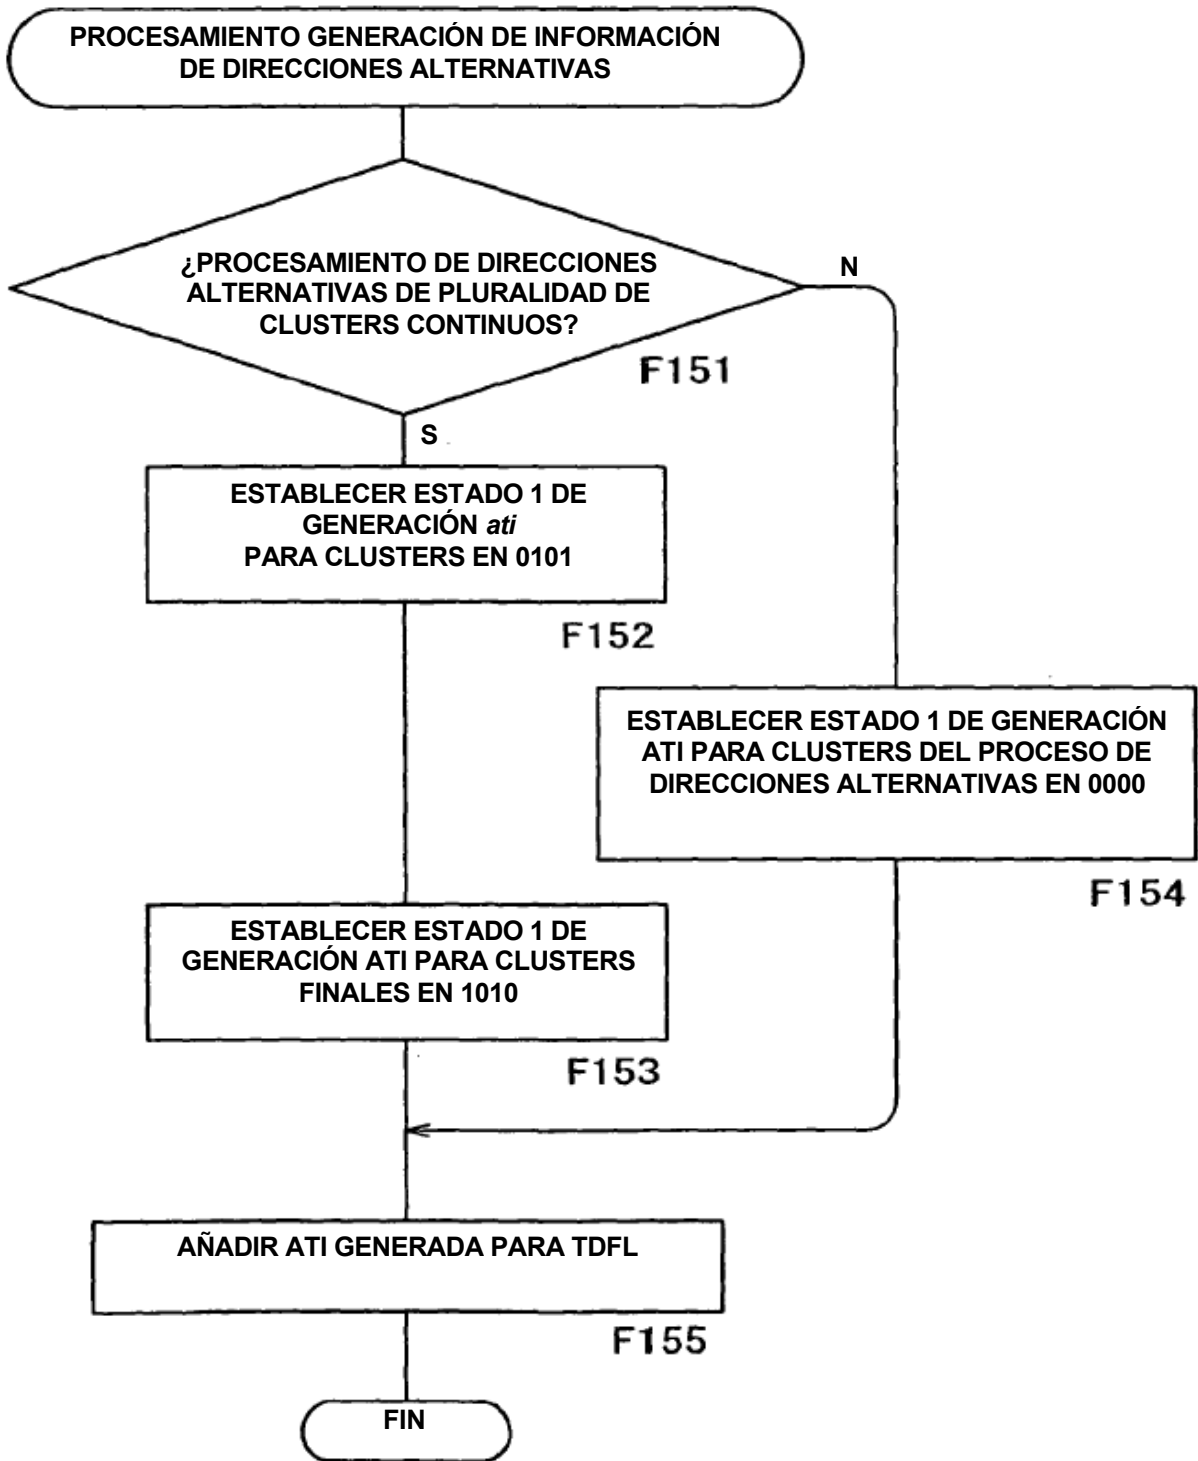 PROCESAMIENTO GENERACIÓN DE INFORMACIÓN
DE DIRECCIONES ALTERNATIVAS
¿PROCESAMIENTO DE DIRECCIONES
ALTERNATIVAS DE PLURALIDAD DE
CLUSTERS CONTINUOS?
N
F151
S
ESTABLECER ESTADO 1 DE
GENERACIÓN ati
PARA CLUSTERS EN 0101
F152
ESTABLECER ESTADO 1 DE GENERACIÓN
ATI PARA CLUSTERS DEL PROCESO DE
DIRECCIONES ALTERNATIVAS EN 0000
F154
ESTABLECER ESTADO 1 DE
GENERACIÓN ATI PARA CLUSTERS
FINALES EN 1010
F153
AÑADIR ATI GENERADA PARA TDFL
F155
FIN